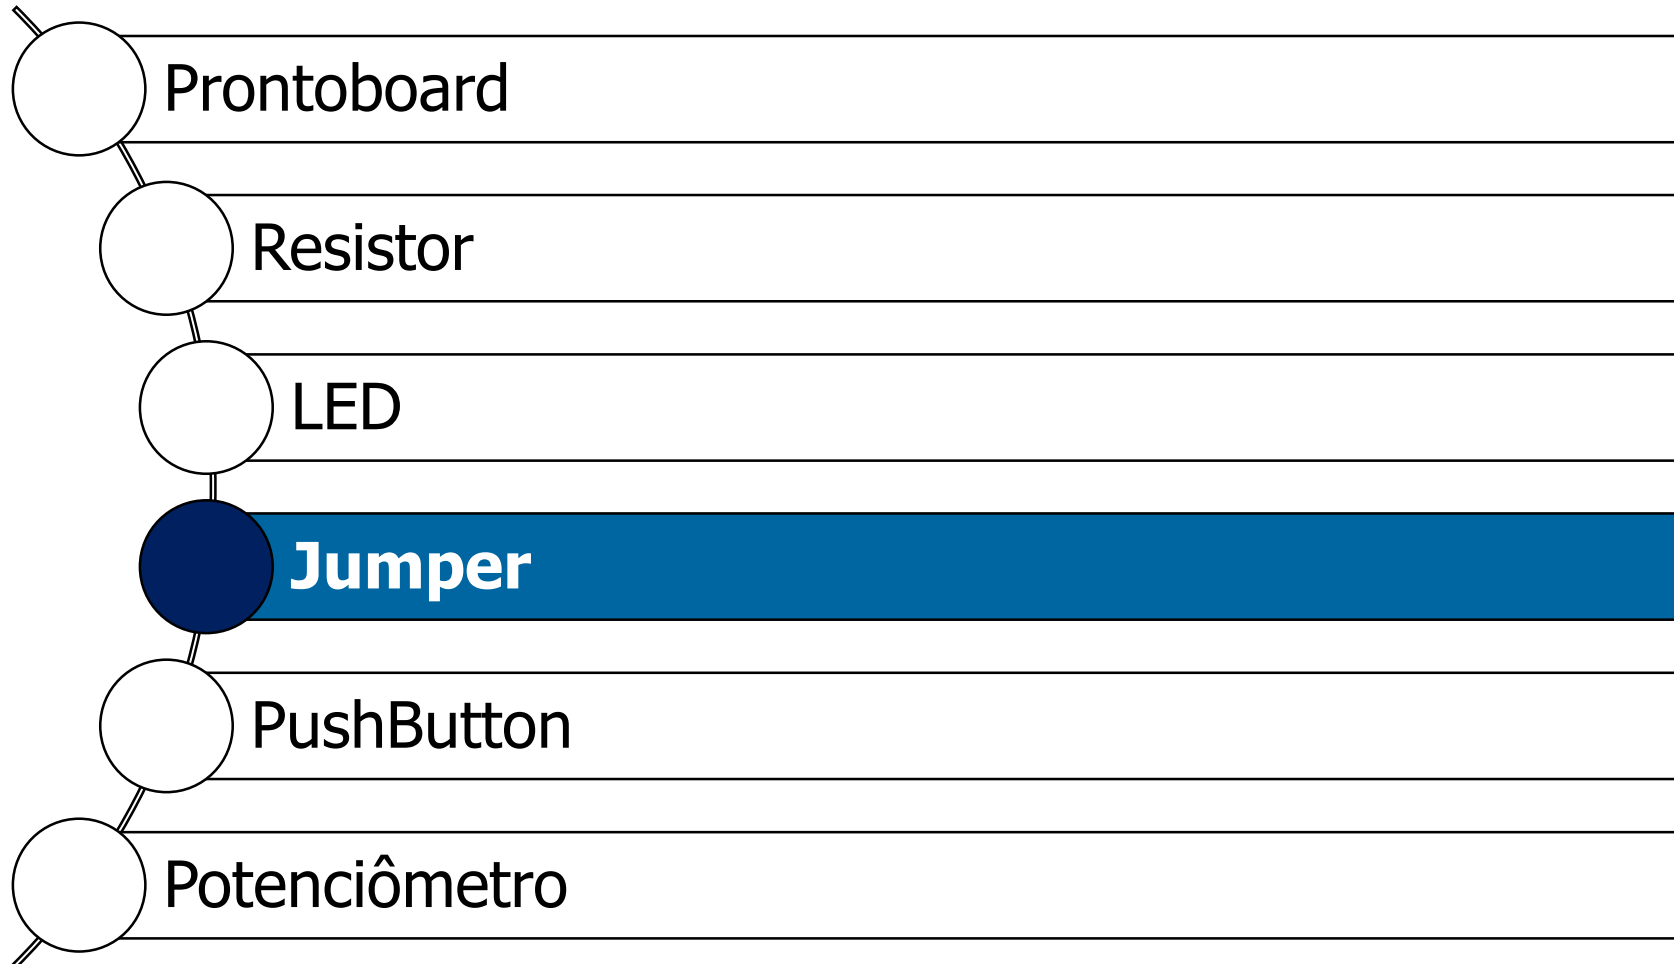 Prontoboard
Resistor
LED
Jumper
PushButton
Potenciômetro